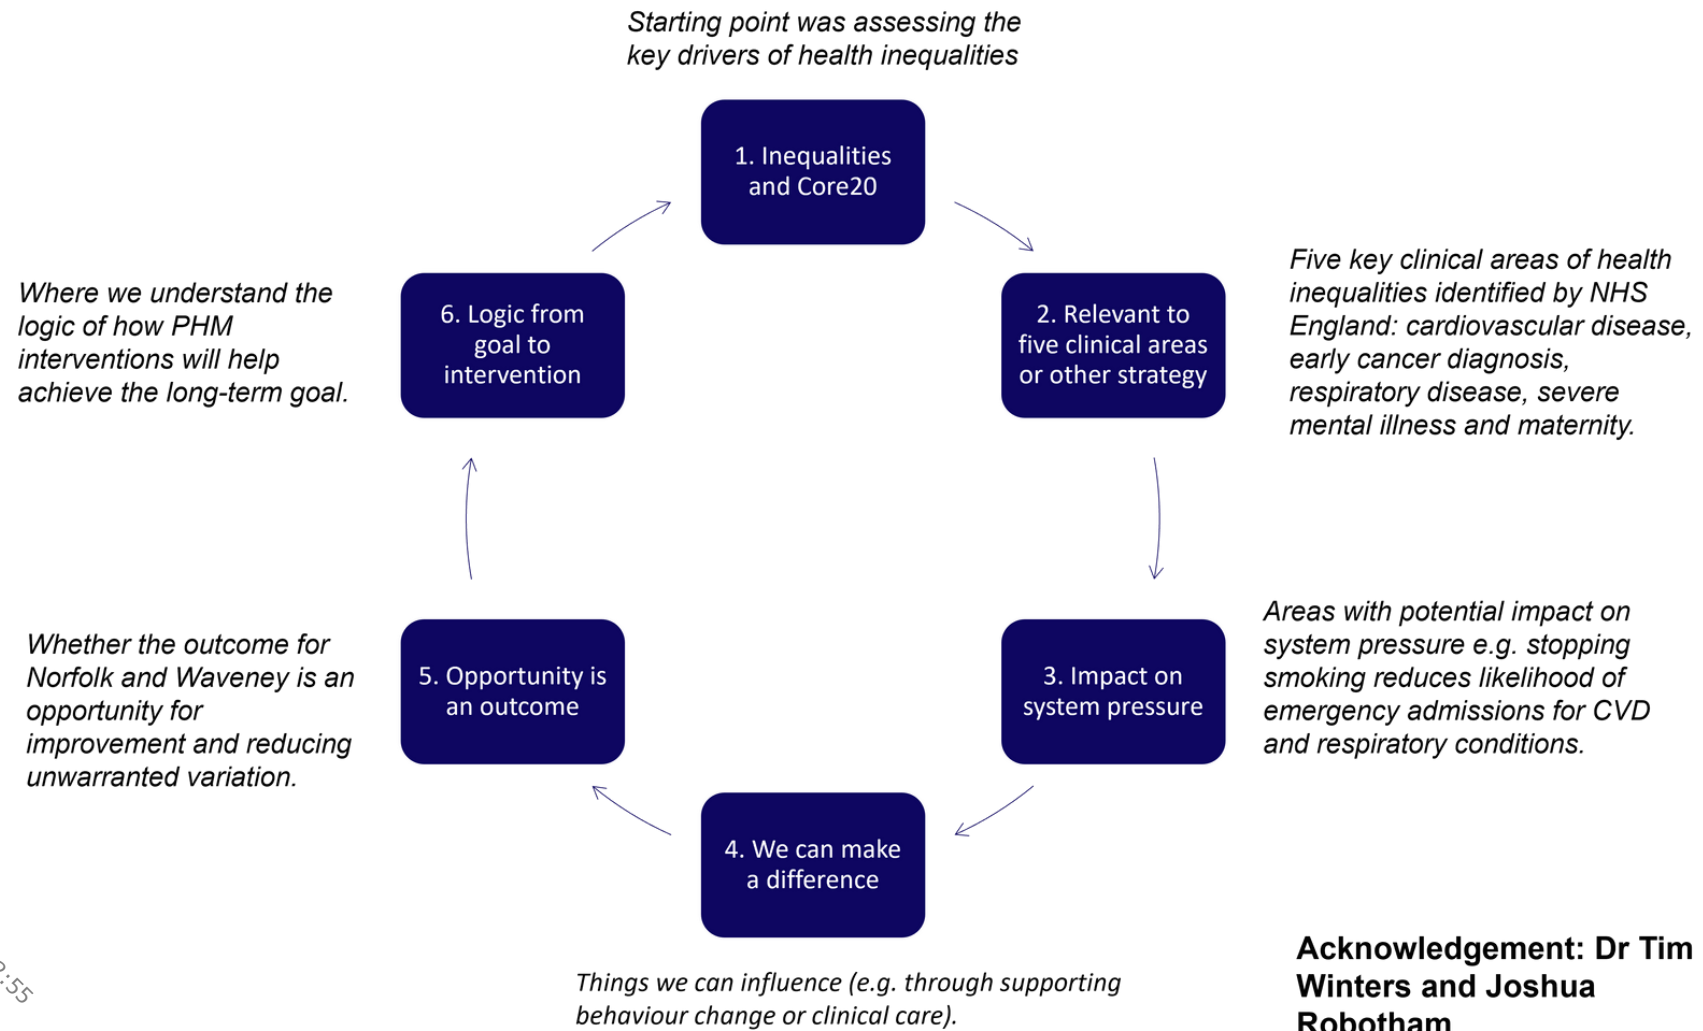 Starting point was assessing the
key drivers of health inequalities
1. Inequalities
and Core20
2. Relevant to
five clinical areas
or other strategy
Five key clinical areas of health
inequalities identified by NHS
England: cardiovascular disease,
early cancer diagnosis,
respiratory disease, severe
mental illness and maternity.
3. Impact on
system pressure
Areas with potential impact on
system pressure e.g. stopping
smoking reduces likelihood of
emergency admissions for CVD
and respiratory conditions.
4. We can make
a difference
Things we can influence (e.g. through supporting
behaviour change or clinical care).
5. Opportunity is
an outcome
Whether the outcome for
Norfolk and Waveney is an
opportunity for
improvement and reducing
unwarranted variation.
6. Logic from
goal to
intervention
Where we understand the
logic of how PHM
interventions will help
achieve the long-term goal.
Acknowledgement: Dr Tim
Winters and Joshua
Robotham
:55